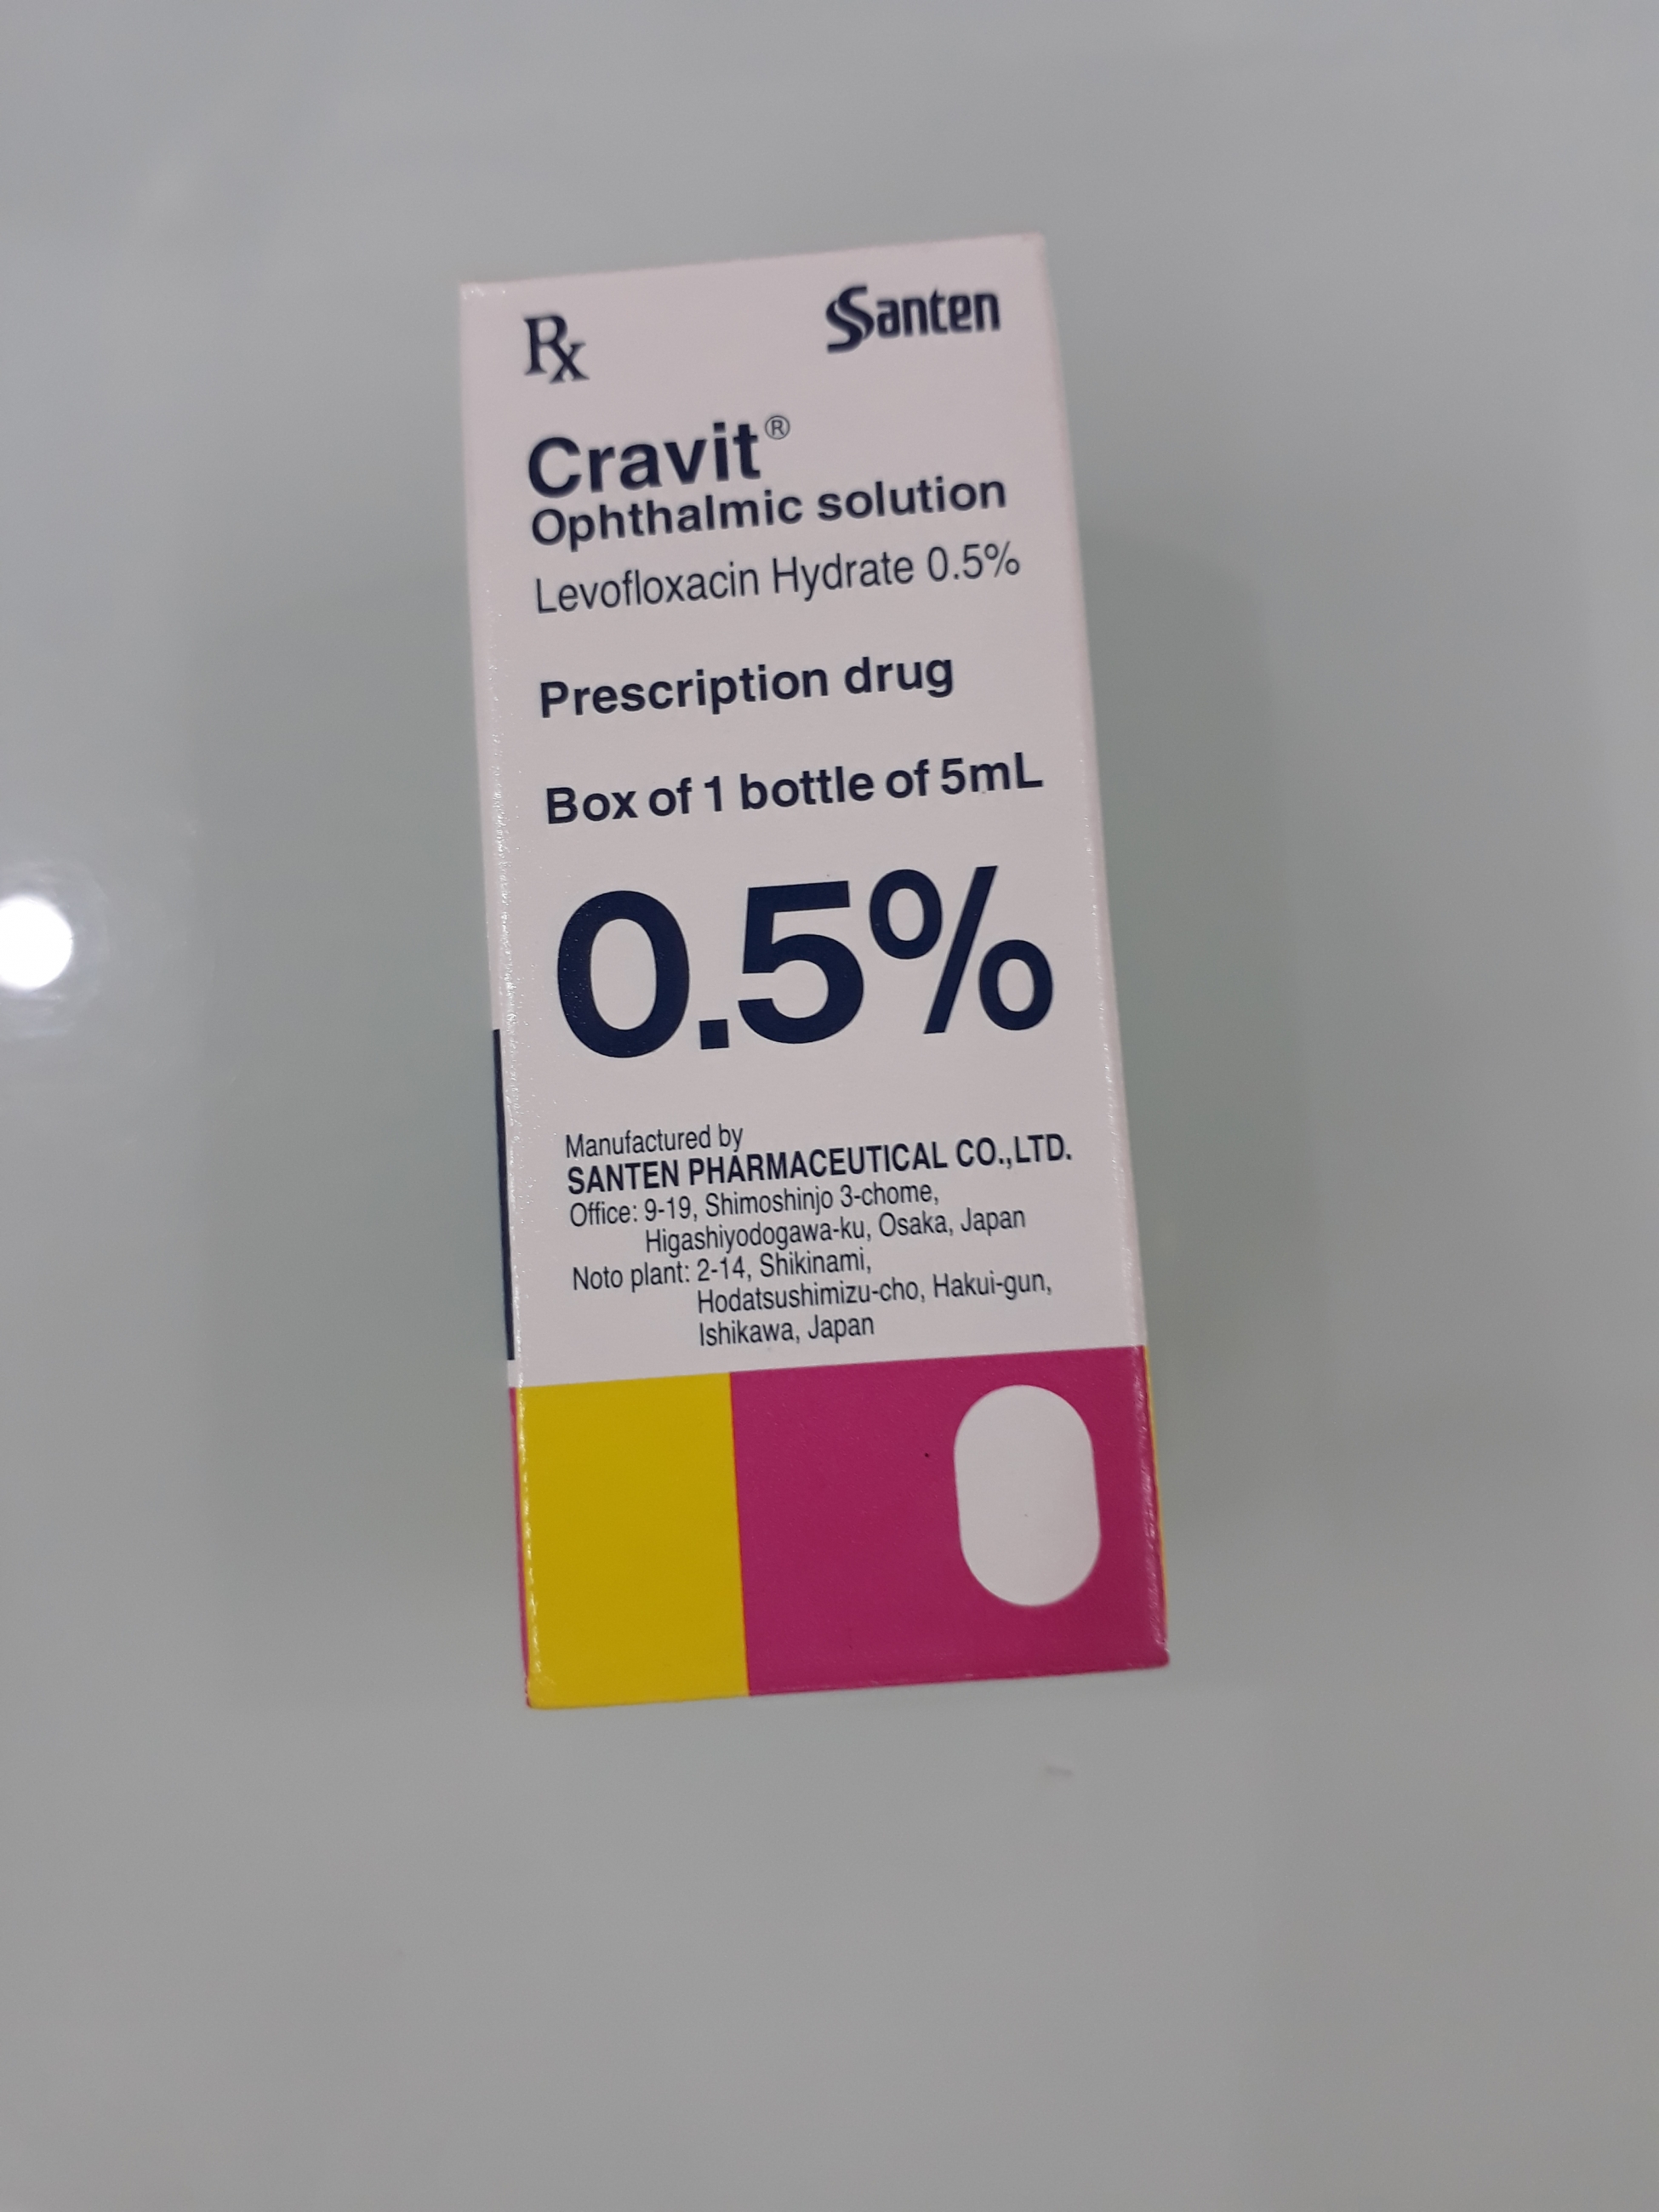 Rx
Santen
Cravit®
Ophthalmic solution
Levofloxacin Hydrate 0.5%
Prescription drug
Box of 1 bottle of 5mL
0.5%
Manufactured by
SANTEN PHARMACEUTICAL CO.,LTD.
Office: 9-19, Shimoshinjo 3-chome,
Higashiyodogawa-ku, Osaka, Japan
Noto plant: 2-14, Shikinami,
Hodatsushimizu-cho, Hakui-gun,
Ishikawa, Japan